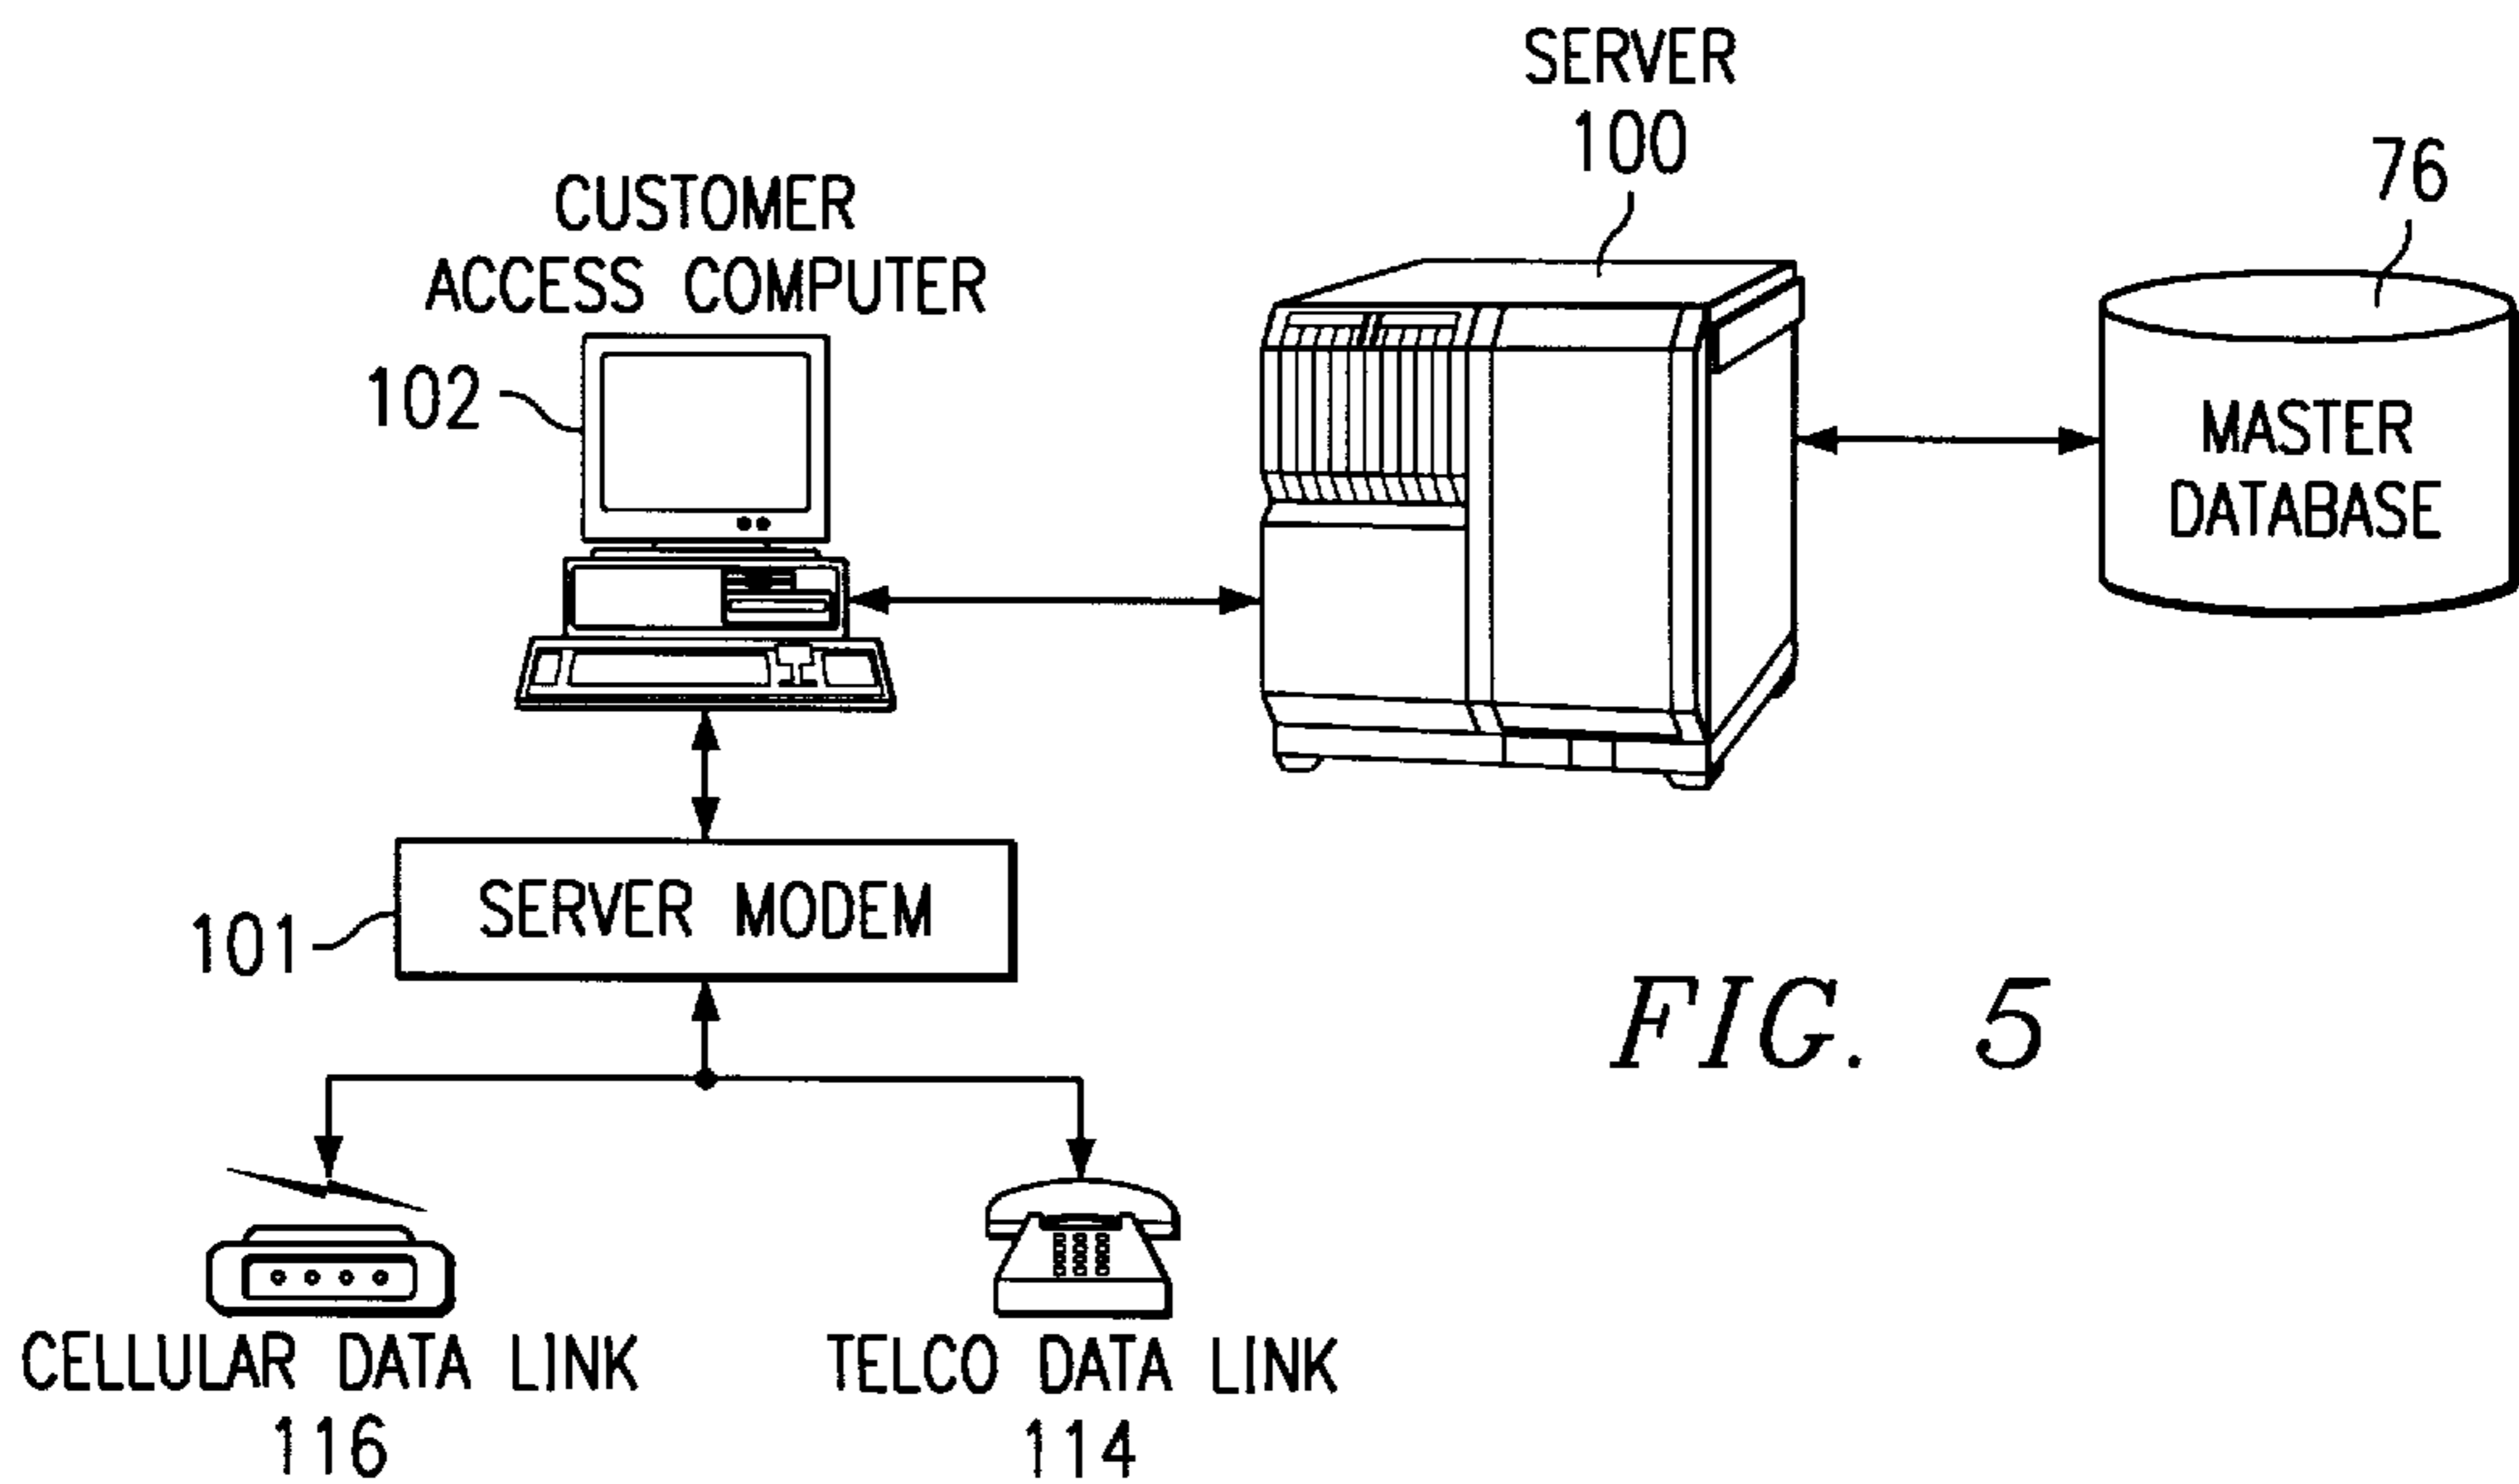 SERVER
100
76
CUSTOMER
ACCESS COMPUTER
102
MASTER
DATABASE
SERVER MODEM
101
FIG. 5
CELLULAR DATA LINK
116
TELCO DATA LINK
114